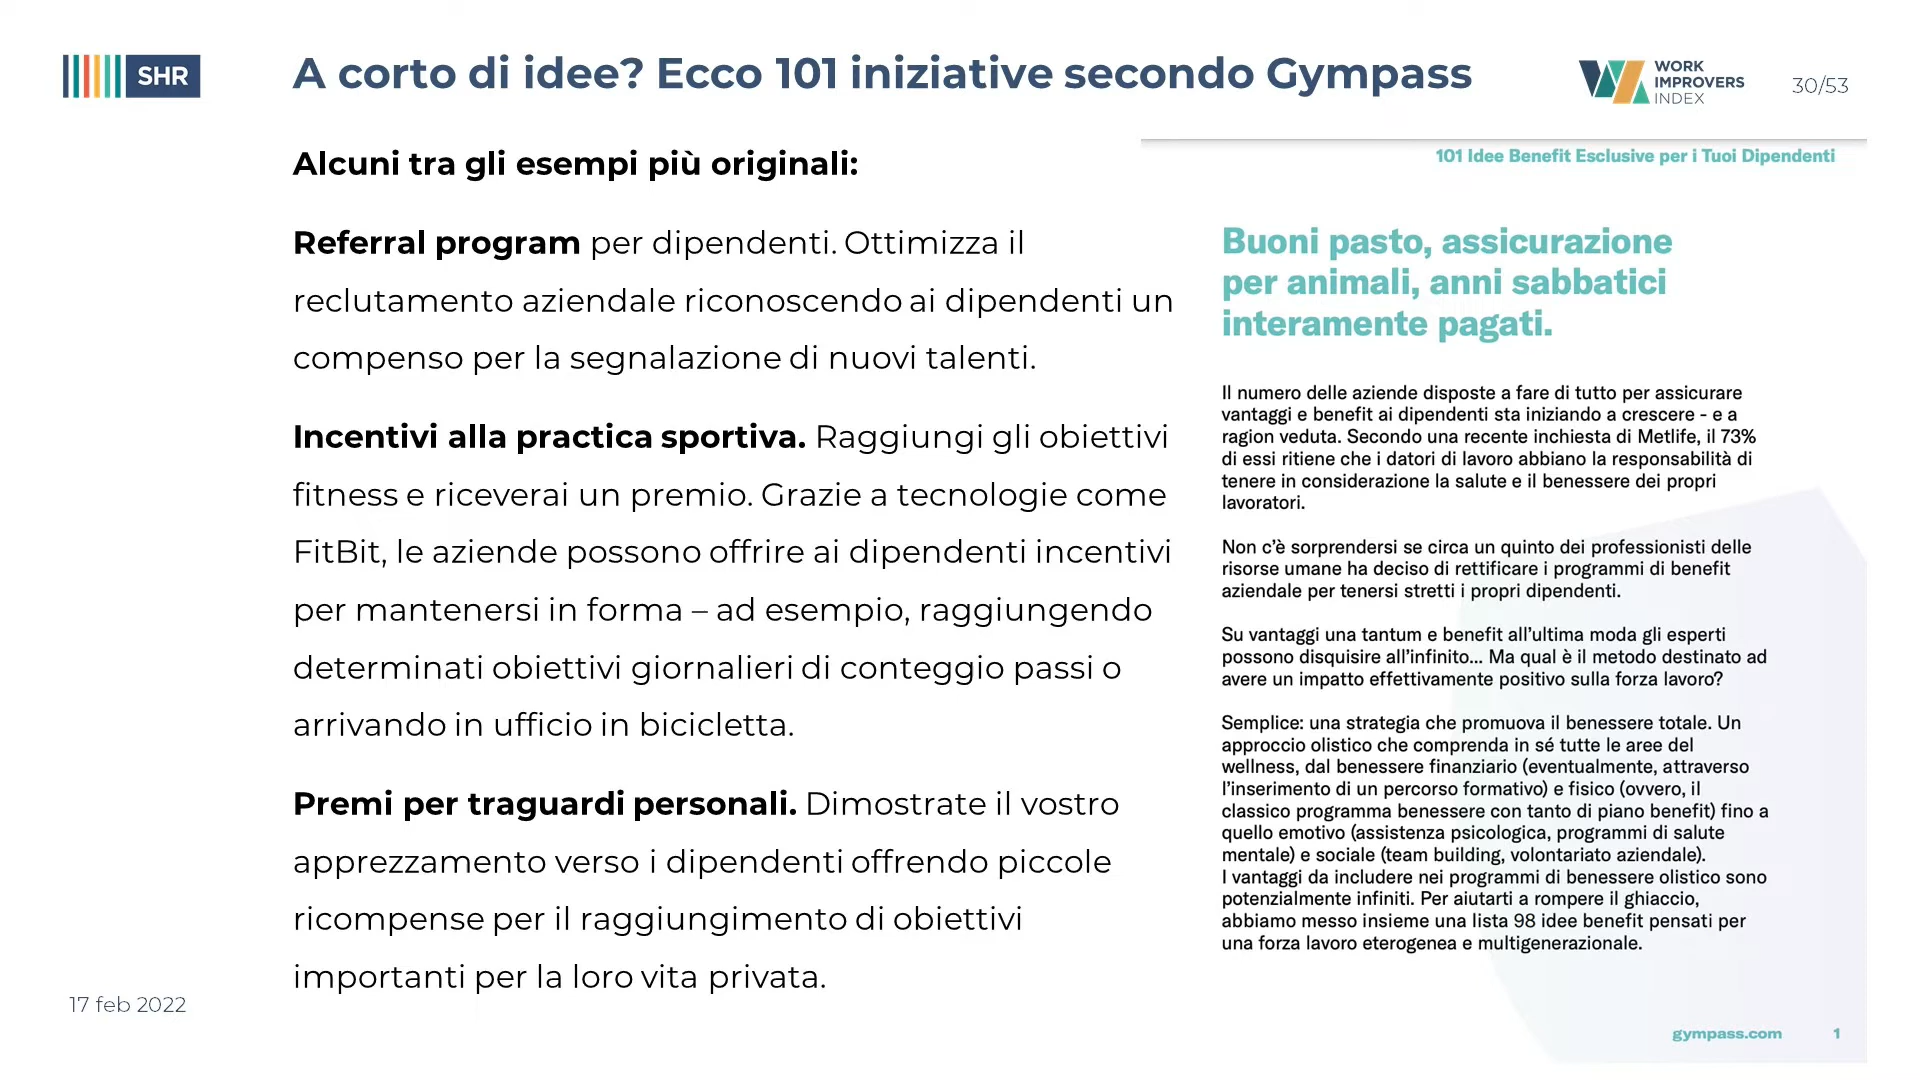 SHR
A corto di idee? Ecco 101 iniziative secondo Gympass
WORK
IMPROVERS
INDEX
30/53
Alcuni tra gli esempi più originali:
Referral program per dipendenti. Ottimizza il
reclutamento aziendale riconoscendo ai dipendenti un
compenso per la segnalazione di nuovi talenti.
Incentivi alla practica sportiva. Raggiungi gli obiettivi
fitness e riceverai un premio. Grazie a tecnologie come
FitBit, le aziende possono offrire ai dipendenti incentivi
per mantenersi in forma – ad esempio, raggiungendo
determinati obiettivi giornalieri di conteggio passi o
arrivando in ufficio in bicicletta.
Premi per traguardi personali. Dimostrate il vostro
apprezzamento verso i dipendenti offrendo piccole
ricompense per il raggiungimento di obiettivi
importanti per la loro vita privata.
17 feb 2022
101 Idee Benefit Esclusive per i Tuoi Dipendenti
Buoni pasto, assicurazione
per animali, anni sabbatici
interamente pagati.
Il numero delle aziende disposte a fare di tutto per assicurare
vantaggi e benefit ai dipendenti sta iniziando a crescere - e a
ragion veduta. Secondo una recente inchiesta di Metlife, il 73%
di essi ritiene che i datori di lavoro abbiano la responsabilità di
tenere in considerazione la salute e il benessere dei propri
lavoratori.
Non c'è sorprendersi se circa un quinto dei professionisti delle
risorse umane ha deciso di rettificare i programmi di benefit
aziendale per tenersi stretti i propri dipendenti.
Su vantaggi una tantum e benefit all'ultima moda gli esperti
possono disquisire all'infinito... Ma qual è il metodo destinato ad
avere un impatto effettivamente positivo sulla forza lavoro?
Semplice: una strategia che promuova il benessere totale. Un
approccio olistico che comprenda in sé tutte le aree del
wellness, dal benessere finanziario (eventualmente, attraverso
l'inserimento di un percorso formativo) e fisico (ovvero, il
classico programma benessere con tanto di piano benefit) fino a
quello emotivo (assistenza psicologica, programmi di salute
mentale) e sociale (team building, volontariato aziendale).
I vantaggi da includere nei programmi di benessere olistico sono
potenzialmente infiniti. Per aiutarti a rompere il ghiaccio,
abbiamo messo insieme una lista 98 idee benefit pensati per
una forza lavoro eterogenea e multigenerazionale.
gympass.com 1